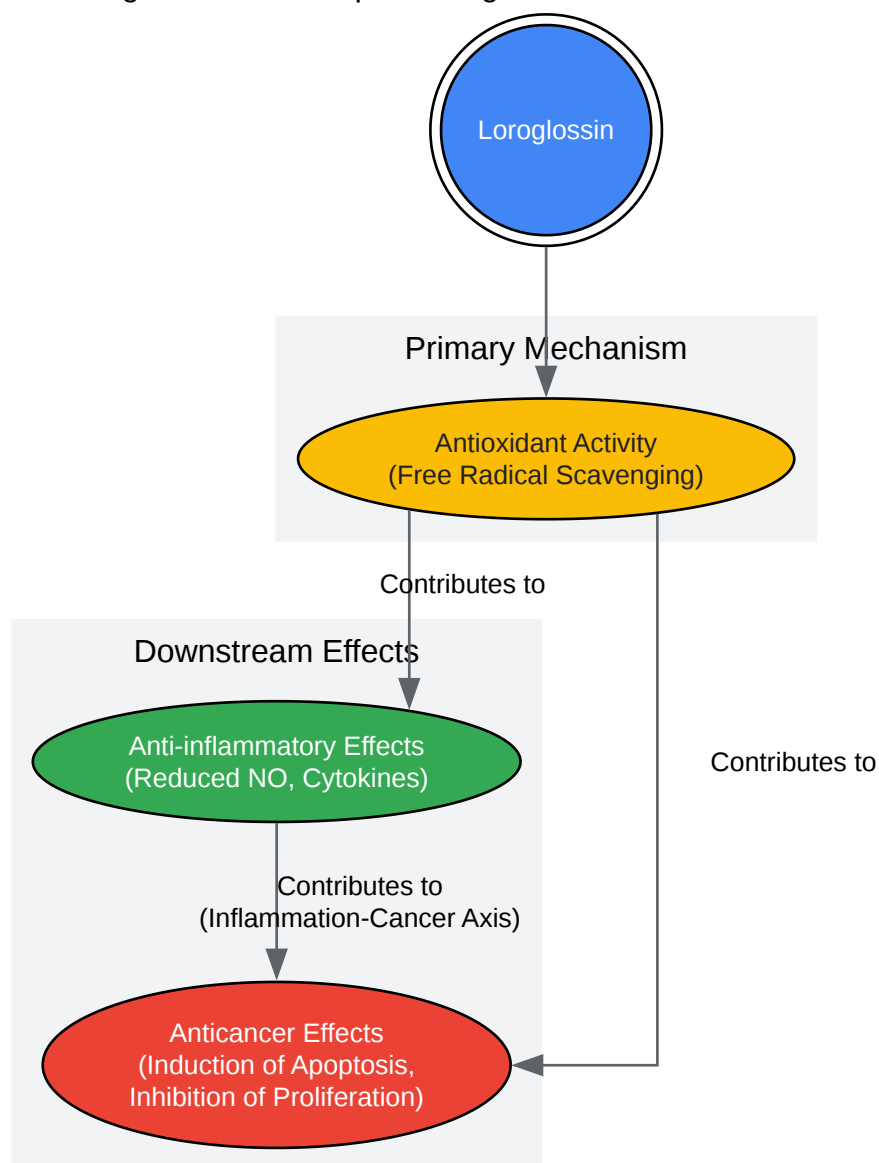 Loroglossin
Primary Mechanism
Antioxidant Activity
(Free Radical Scavenging)
Contributes to
Downstream Effects
Anti-inflammatory Effects
(Reduced NO, Cytokines)
Contributes to
Contributes to
(Inflammation-Cancer Axis)
Anticancer Effects
(Induction of Apoptosis,
Inhibition of Proliferation)